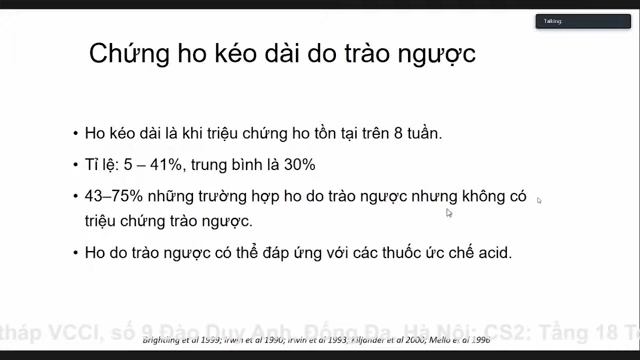 Talking:
Chứng ho kéo dài do trào ngược
• Ho kéo dài là khi triệu chứng ho tồn tại trên 8 tuần.
• Tỉ lệ: 5 – 41%, trung bình là 30%
• 43–75% những trường hợp ho do trào ngược nhưng không có
triệu chứng trào ngược.
• Ho do trào ngược có thể đáp ứng với các thuốc ức chế acid.
tháp VCCI, số 9 Đào Duy Anh, Đống Đa, Hà Nội; CS2: Tầng 18 T
Brightling et al 1999; Irwin et al 1990; Irwin et al 1993; Kiljander et al 2000; Mello et al 1996